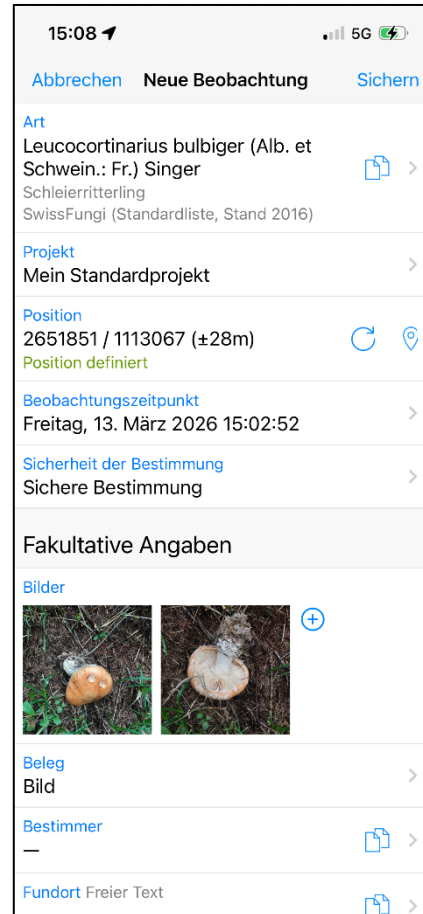 15:08
5G
Abbrechen Neue Beobachtung Sichern
Art
Leucocortinarius bulbiger (Alb. et
Schwein.: Fr.) Singer
Schleierritterling
SwissFungi (Standardliste, Stand 2016)
Projekt
Mein Standardprojekt
Position
2651851 / 1113067 (±28m)
Position definiert
Beobachtungszeitpunkt
Freitag, 13. März 2026 15:02:52
Sicherheit der Bestimmung
Sichere Bestimmung
Fakultative Angaben
Bilder
Beleg
Bild
Bestimmer
—
Fundort Freier Text